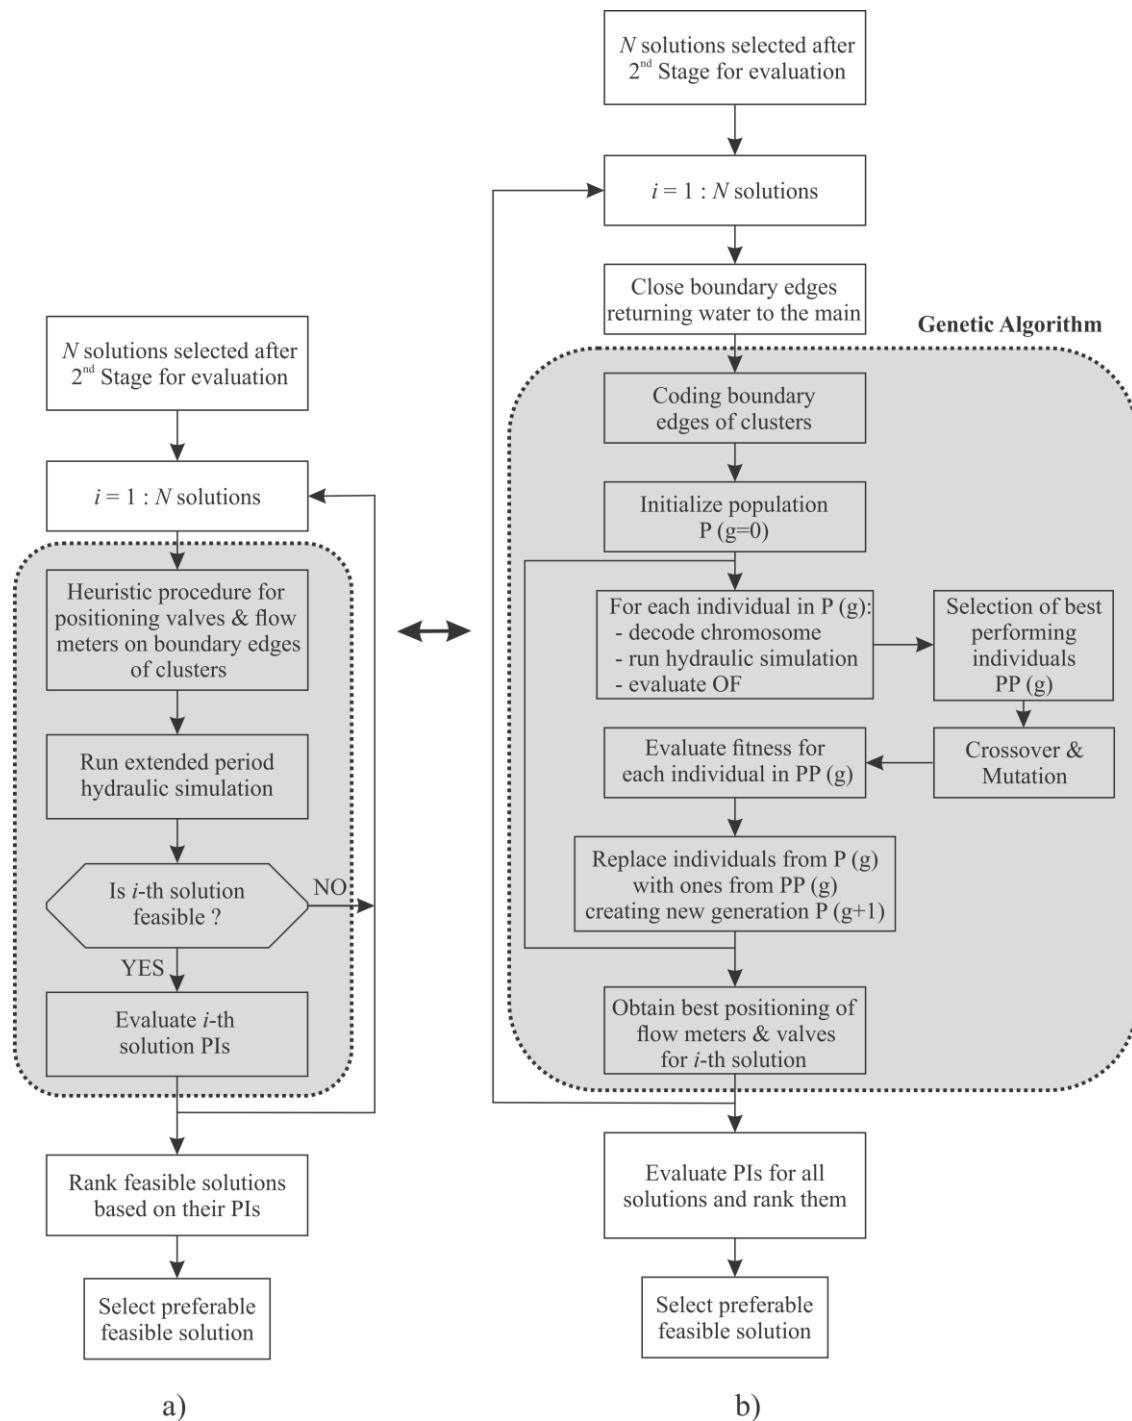 N solutions selected after
2nd Stage for evaluation
i = 1 : N solutions
Heuristic procedure for
positioning valves & flow
meters on boundary edges
of clusters
Run extended period
hydraulic simulation
Is i-th solution
feasible ?
NO
YES
Evaluate i-th
solution PIs
Rank feasible solutions
based on their PIs
Select preferable
feasible solution
a)
N solutions selected after
2nd Stage for evaluation
i = 1 : N solutions
Close boundary edges
returning water to the main
Genetic Algorithm
Coding boundary
edges of clusters
Initialize population
P (g=0)
For each individual in P (g):
- decode chromosome
- run hydraulic simulation
- evaluate OF
Selection of best
performing
individuals
PP (g)
Crossover &
Mutation
Evaluate fitness for
each individual in PP (g)
Replace individuals from P (g)
with ones from PP (g)
creating new generation P (g+1)
Obtain best positioning of
flow meters & valves
for i-th solution
Evaluate PIs for all
solutions and rank them
Select preferable
feasible solution
b)